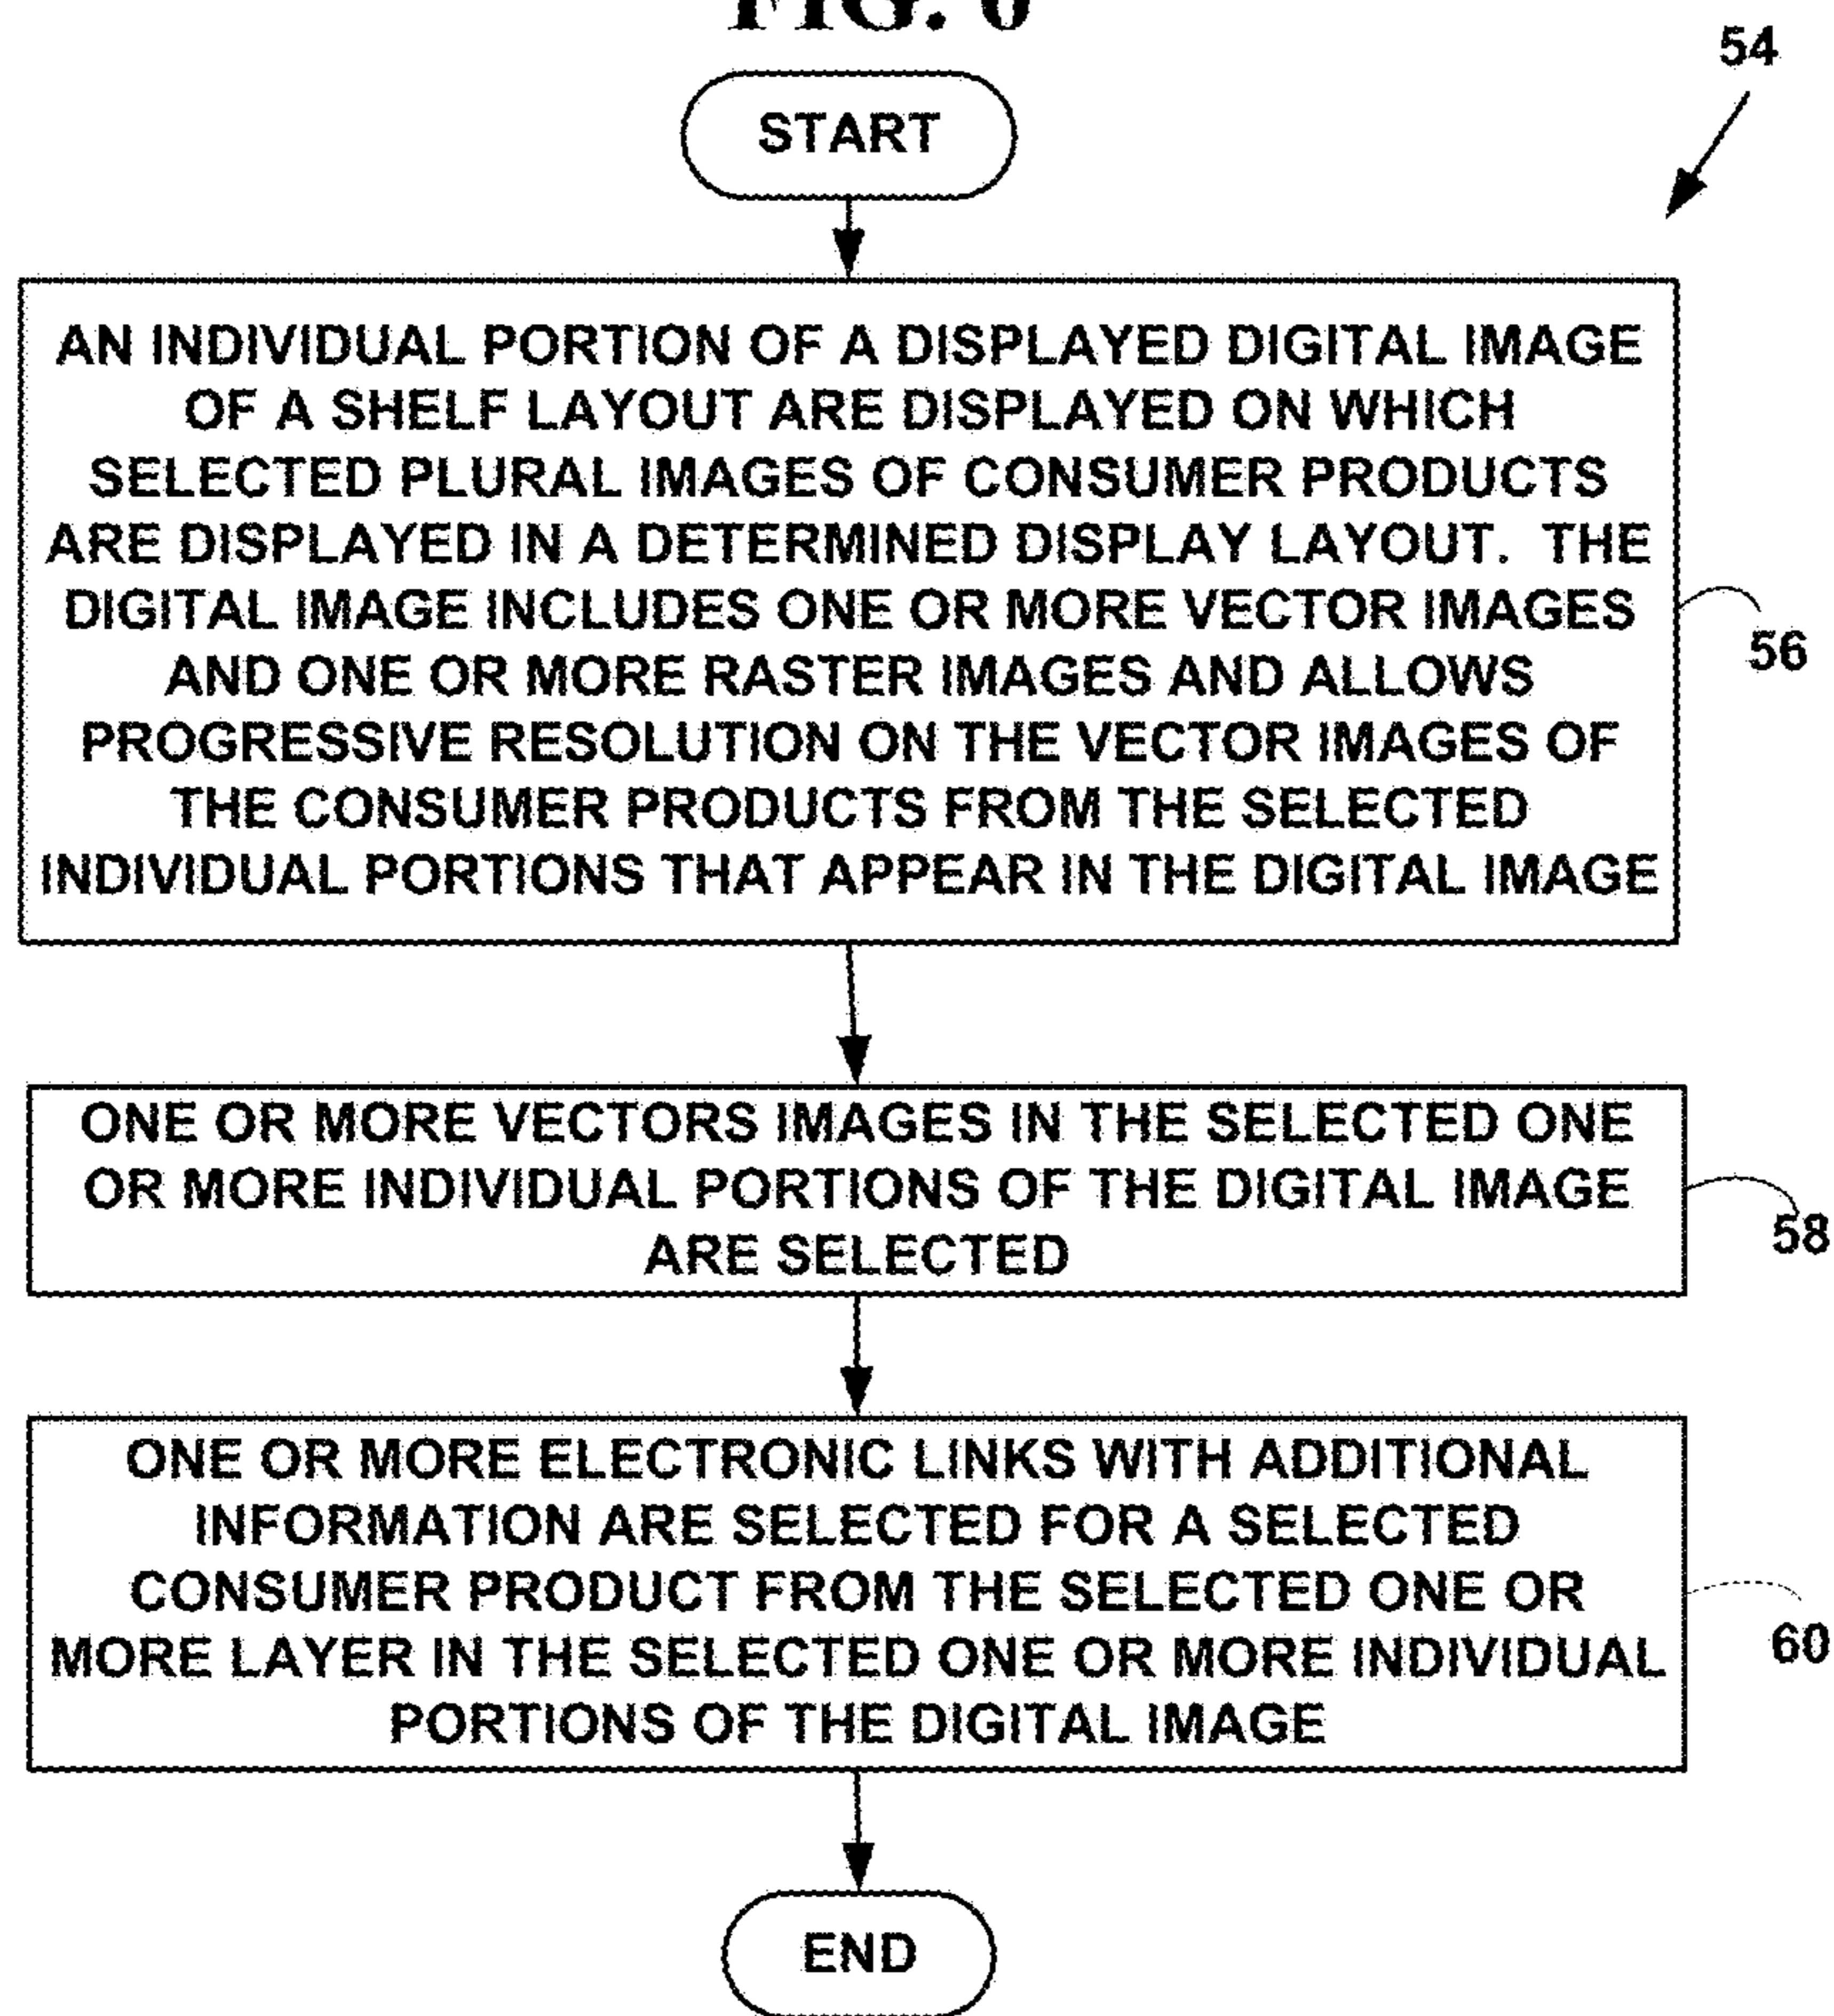 FIG. 6
54
START
AN INDIVIDUAL PORTION OF A DISPLAYED DIGITAL IMAGE
OF A SHELF LAYOUT ARE DISPLAYED ON WHICH
SELECTED PLURAL IMAGES OF CONSUMER PRODUCTS
ARE DISPLAYED IN A DETERMINED DISPLAY LAYOUT. THE
DIGITAL IMAGE INCLUDES ONE OR MORE VECTOR IMAGES
AND ONE OR MORE RASTER IMAGES AND ALLOWS
PROGRESSIVE RESOLUTION ON THE VECTOR IMAGES OF
THE CONSUMER PRODUCTS FROM THE SELECTED
INDIVIDUAL PORTIONS THAT APPEAR IN THE DIGITAL IMAGE
56
ONE OR MORE VECTORS IMAGES IN THE SELECTED ONE
OR MORE INDIVIDUAL PORTIONS OF THE DIGITAL IMAGE
ARE SELECTED
58
ONE OR MORE ELECTRONIC LINKS WITH ADDITIONAL
INFORMATION ARE SELECTED FOR A SELECTED
CONSUMER PRODUCT FROM THE SELECTED ONE OR
MORE LAYER IN THE SELECTED ONE OR MORE INDIVIDUAL
PORTIONS OF THE DIGITAL IMAGE
60
END